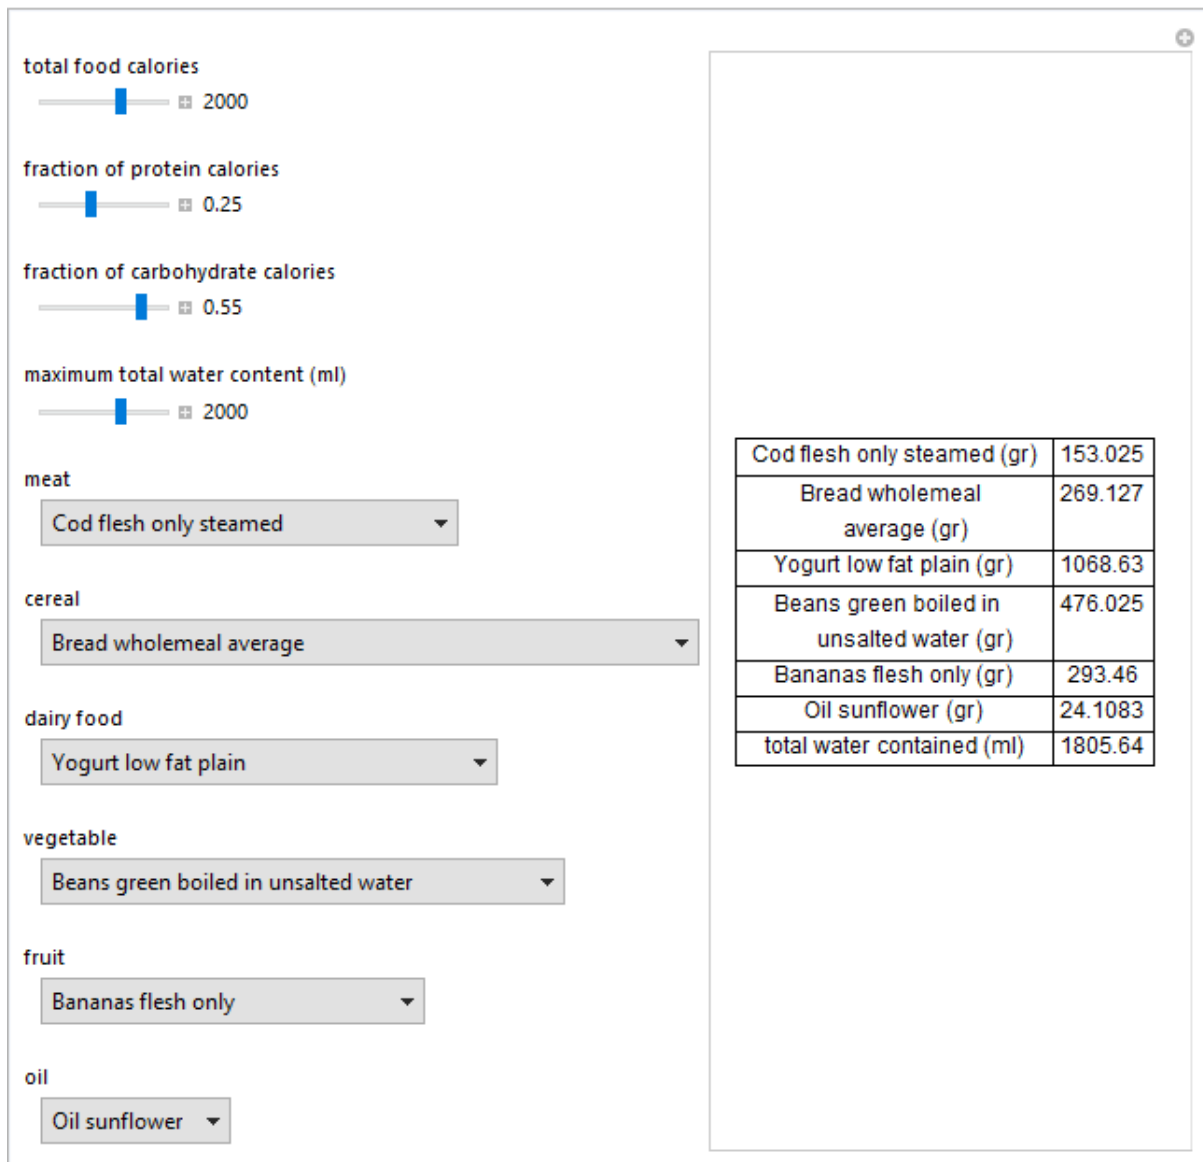 total food calories
2000
fraction of protein calories
0.25
fraction of carbohydrate calories
0.55
maximum total water content (ml)
2000
meat
Cod flesh only steamed
cereal
Bread wholemeal average
dairy food
Yogurt low fat plain
vegetable
Beans green boiled in unsalted water
fruit
Bananas flesh only
oil
Oil sunflower
Cod flesh only steamed (gr) 153.025
Bread wholemeal 269.127
average (gr)
Yogurt low fat plain (gr) 1068.63
Beans green boiled in 476.025
unsalted water (gr)
Bananas flesh only (gr) 293.46
Oil sunflower (gr) 24.1083
total water contained (ml) 1805.64